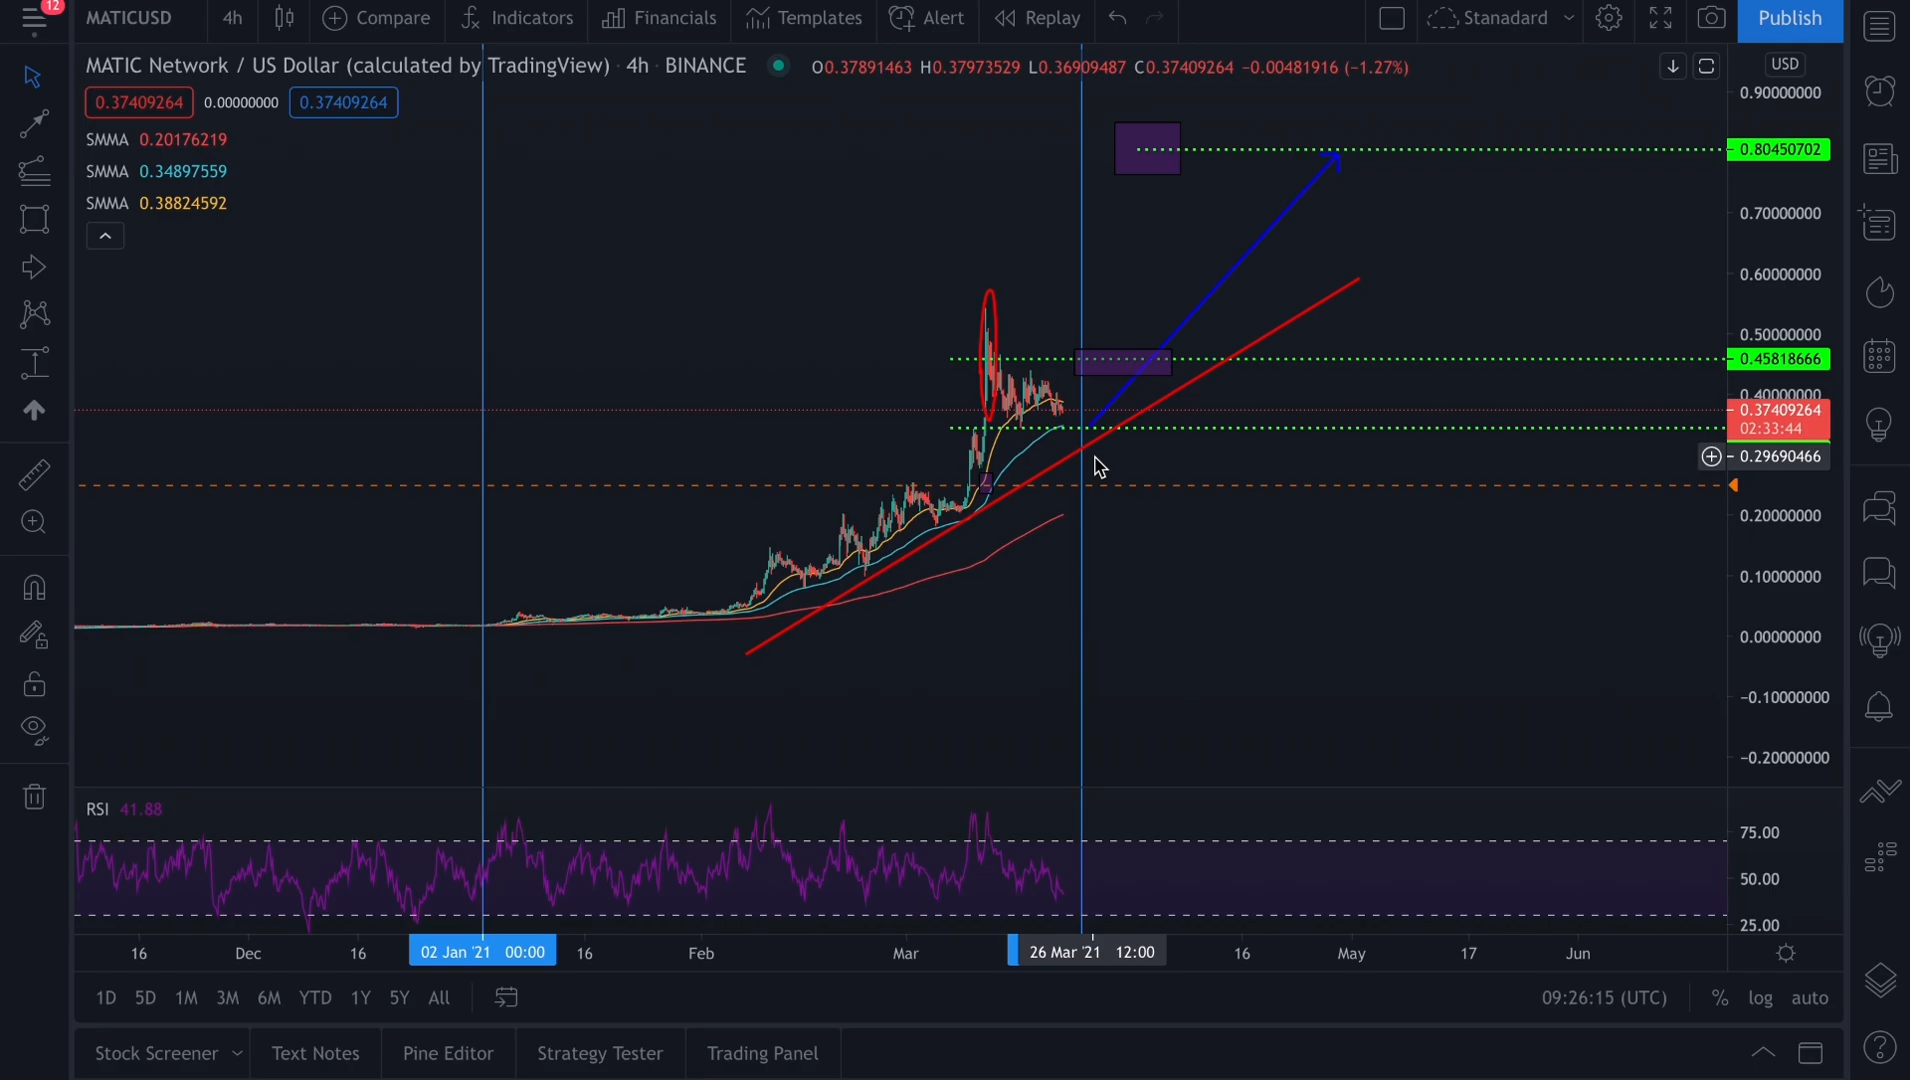 12
MATICUSD 4h Compare Indicators Financials Templates Alert Replay Stanadard Publish
MATIC Network / US Dollar (calculated by TradingView) · 4h · BINANCE O0.37891463 H0.37973529 L0.36909487 C0.37409264 −0.00481916 (−1.27%)
USD
0.37409264 0.00000000 0.37409264
SMMA 0.20176219
SMMA 0.34897559
SMMA 0.38824592
0.90000000
0.80450702
0.70000000
0.60000000
0.50000000
0.45818666
0.40000000
0.37409264
02:33:44
0.29690466
0.20000000
0.10000000
0.00000000
−0.10000000
−0.20000000
RSI 41.88
75.00
50.00
25.00
16 Dec 16 02 Jan '21 00:00 16 Feb Mar 26 Mar '21 12:00 16 May 17 Jun
1D 5D 1M 3M 6M YTD 1Y 5Y All 09:26:15 (UTC) % log auto
Stock Screener Text Notes Pine Editor Strategy Tester Trading Panel